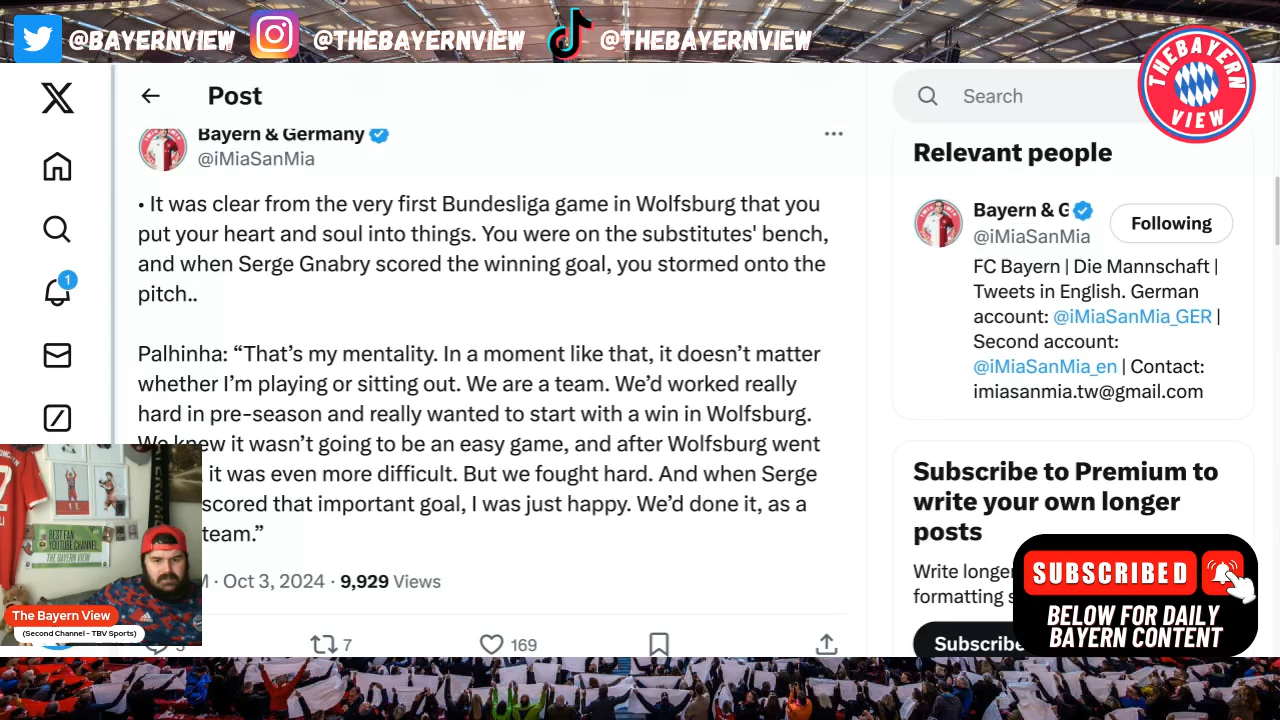 @BAYERNVIEW
@THEBAYERNVIEW
@THEBAYERNVIEW
THEBAYERN
VIEW
Post
Search
Bayern & Germany
@iMiaSanMia
• It was clear from the very first Bundesliga game in Wolfsburg that you
put your heart and soul into things. You were on the substitutes' bench,
and when Serge Gnabry scored the winning goal, you stormed onto the
pitch..
Palhinha: “That’s my mentality. In a moment like that, it doesn’t matter
whether I’m playing or sitting out. We are a team. We’d worked really
hard in pre-season and really wanted to start with a win in Wolfsburg.
We knew it wasn’t going to be an easy game, and after Wolfsburg went
it was even more difficult. But we fought hard. And when Serge
scored that important goal, I was just happy. We’d done it, as a
team.”
M · Oct 3, 2024 · 9,929 Views
7
169
1
Relevant people
Bayern & G
@iMiaSanMia
Following
FC Bayern | Die Mannschaft |
Tweets in English. German
account: @iMiaSanMia_GER |
Second account:
@iMiaSanMia_en | Contact:
imiasanmia.tw@gmail.com
Subscribe to Premium to
write your own longer
posts
Write longer
formatting
Subscribe
SUBSCRIBED
BELOW FOR DAILY
BAYERN CONTENT
BEST FAN
YOUTUBE CHANNEL
THE BAYERN VIEW
The Bayern View
(Second Channel - TBV Sports)